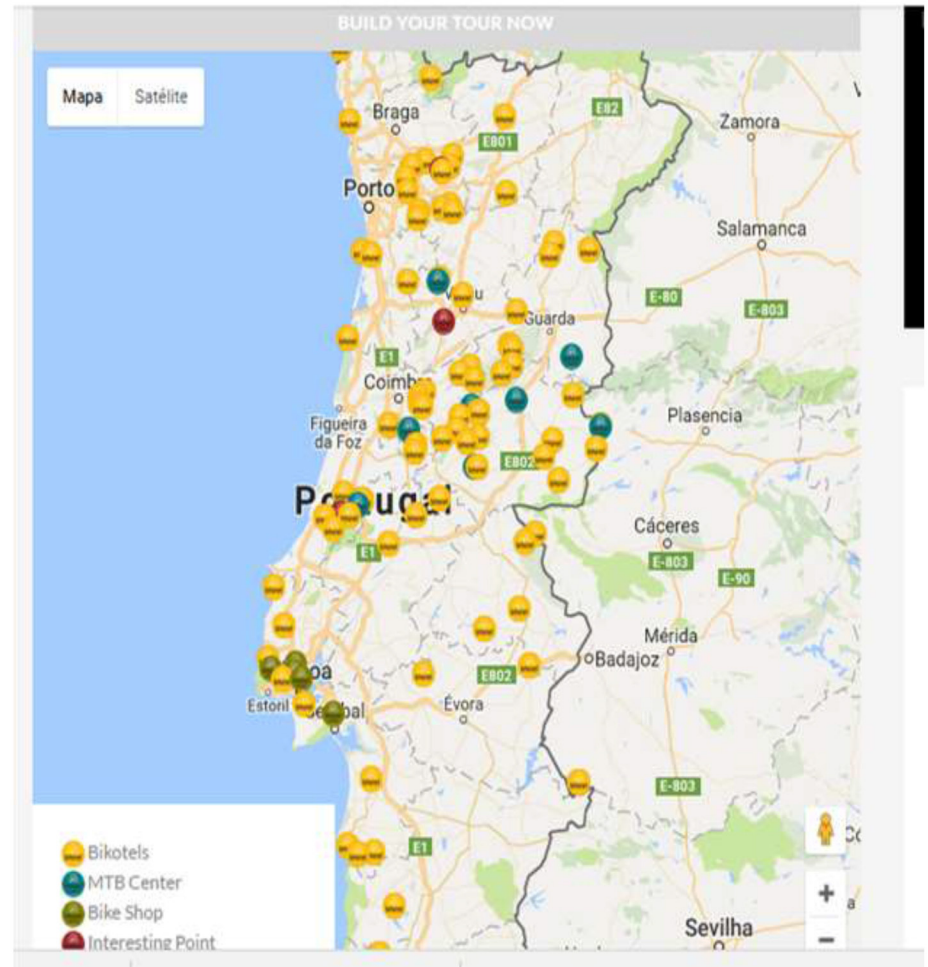 BUILD YOUR TOUR NOW
Mapa Satélite
Braga
E82
E801
Zamora
Porto
Salamanca
E-80
E-803
Guarda
E1
Coimb
Plasencia
Figueira
da Foz
E802
Cáceres
E1
E-803
E-90
Mérida
Badajoz
E802
Estoril
Évora
E-803
E1
Bikotels
MTB Center
Bike Shop
Interesting Point
+
Sevilha
−